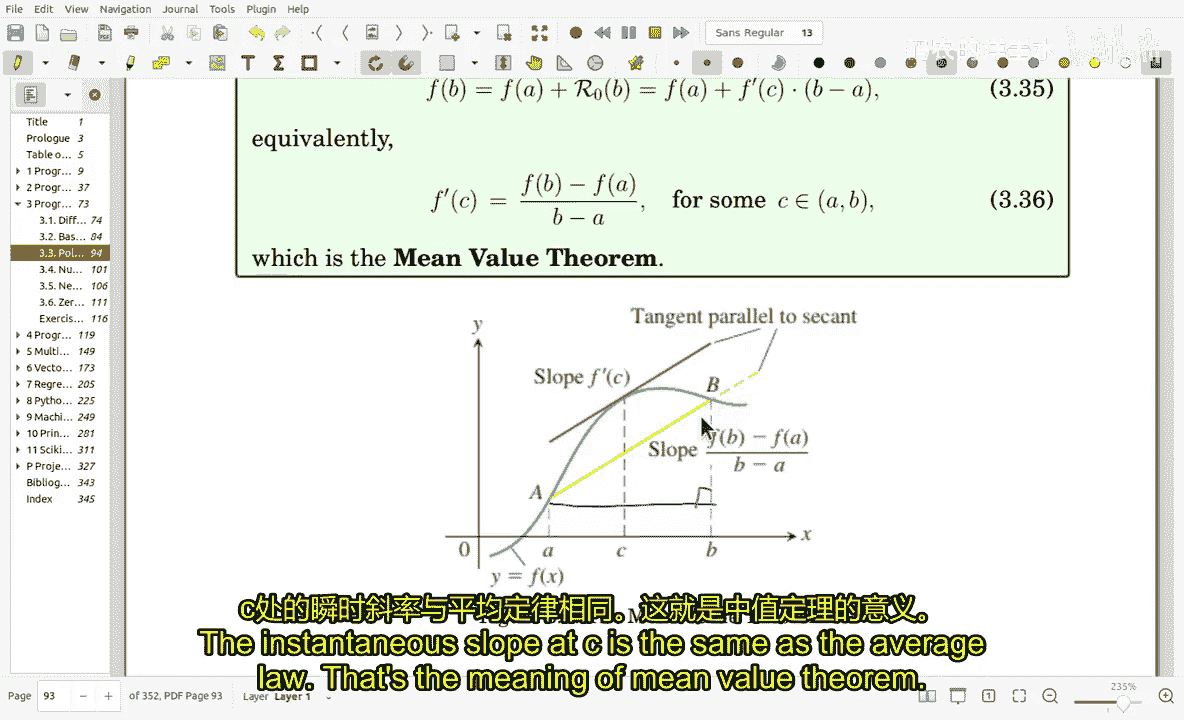 File Edit View Navigation Journal Tools Plugin Help
Sans Regular 13
Title 1
Prologue 3
Table o... 5
1 Progr... 9
2 Progr... 37
3 Progr... 73
3.1. Diff... 74
3.2. Bas... 84
3.3. Pol... 94
3.4. Nu... 101
3.5. Ne... 106
3.6. Zer... 111
Exercis... 116
4 Progr... 119
5 Multi... 149
6 Vecto... 173
7 Regre... 205
8 Pytho... 225
9 Machi... 249
10 Prin... 281
11 Sciki... 311
P Proje... 327
Bibliog... 343
Index 345
f(b) = f(a) + R₀(b) = f(a) + f′(c) · (b − a), (3.35)
equivalently,
f′(c) = \frac{f(b) − f(a)}{b − a}, for some c ∈ (a, b), (3.36)
which is the Mean Value Theorem.
Tangent parallel to secant
y
Slope f′(c)
B
Slope \frac{f(b) − f(a)}{b − a}
A
0 a c b x
y = f(x)
c处的瞬时斜率与平均定律相同。这就是中值定理的意义。
The instantaneous slope at c is the same as the average
law. That's the meaning of mean value theorem.
Page 93 of 352, PDF Page 93 Layer Layer 1 235%